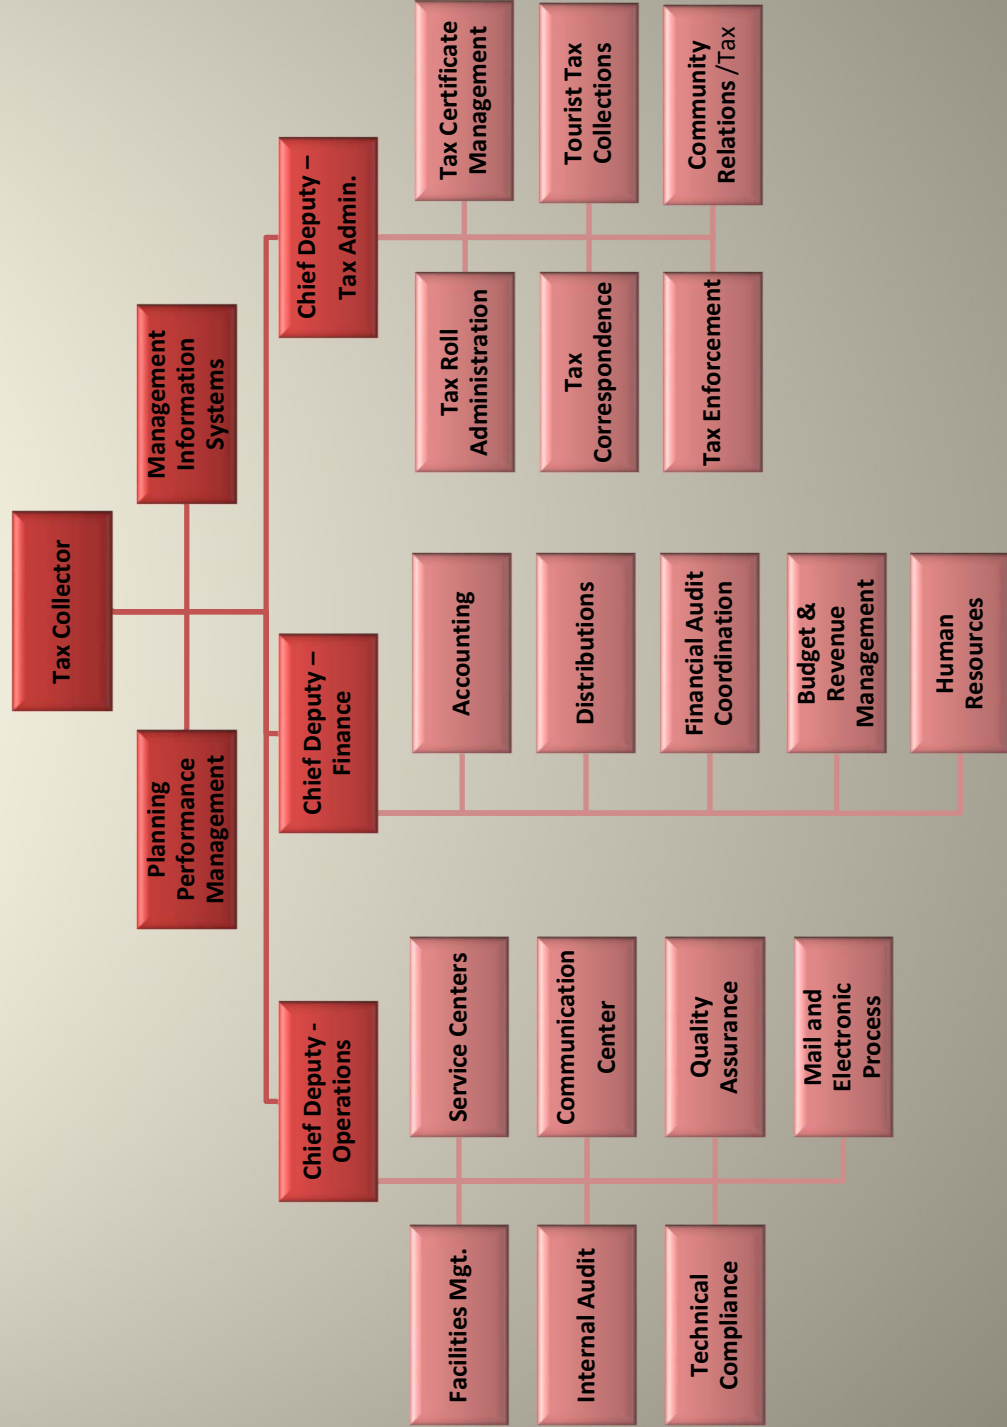 Tax Collector
Planning
Performance
Management
Management
Information
Systems
Chief Deputy -
Operations
Chief Deputy –
Finance
Chief Deputy –
Tax Admin.
Facilities Mgt.
Service Centers
Internal Audit
Communication
Center
Technical
Compliance
Quality
Assurance
Mail and
Electronic
Process
Accounting
Distributions
Financial Audit
Coordination
Budget &
Revenue
Management
Human
Resources
Tax Roll
Administration
Tax Certificate
Management
Tax
Correspondence
Tourist Tax
Collections
Tax Enforcement
Community
Relations /Tax